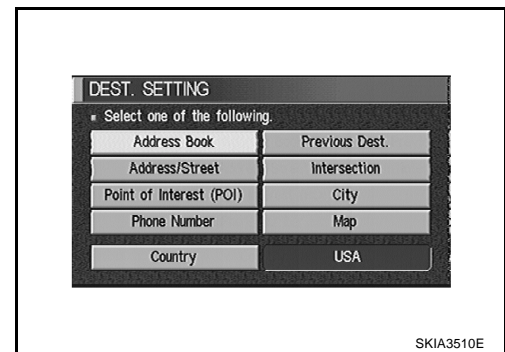 DEST. SETTING
▪ Select one of the following.
Address Book
Previous Dest.
Address/Street
Intersection
Point of Interest (POI)
City
Phone Number
Map
Country
USA
SKIA3510E